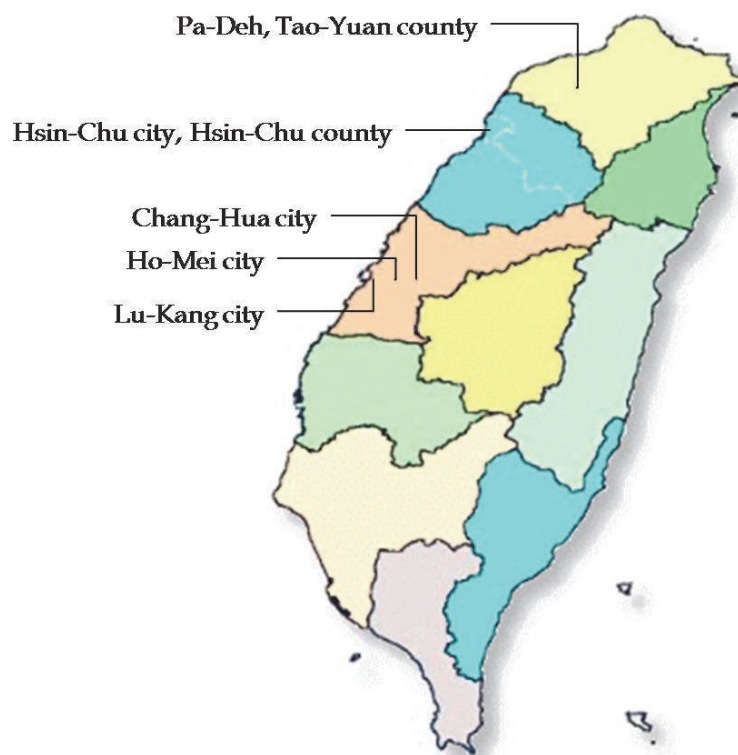 Pa-Deh, Tao-Yuan county
Hsin-Chu city, Hsin-Chu county
Chang-Hua city
Ho-Mei city
Lu-Kang city